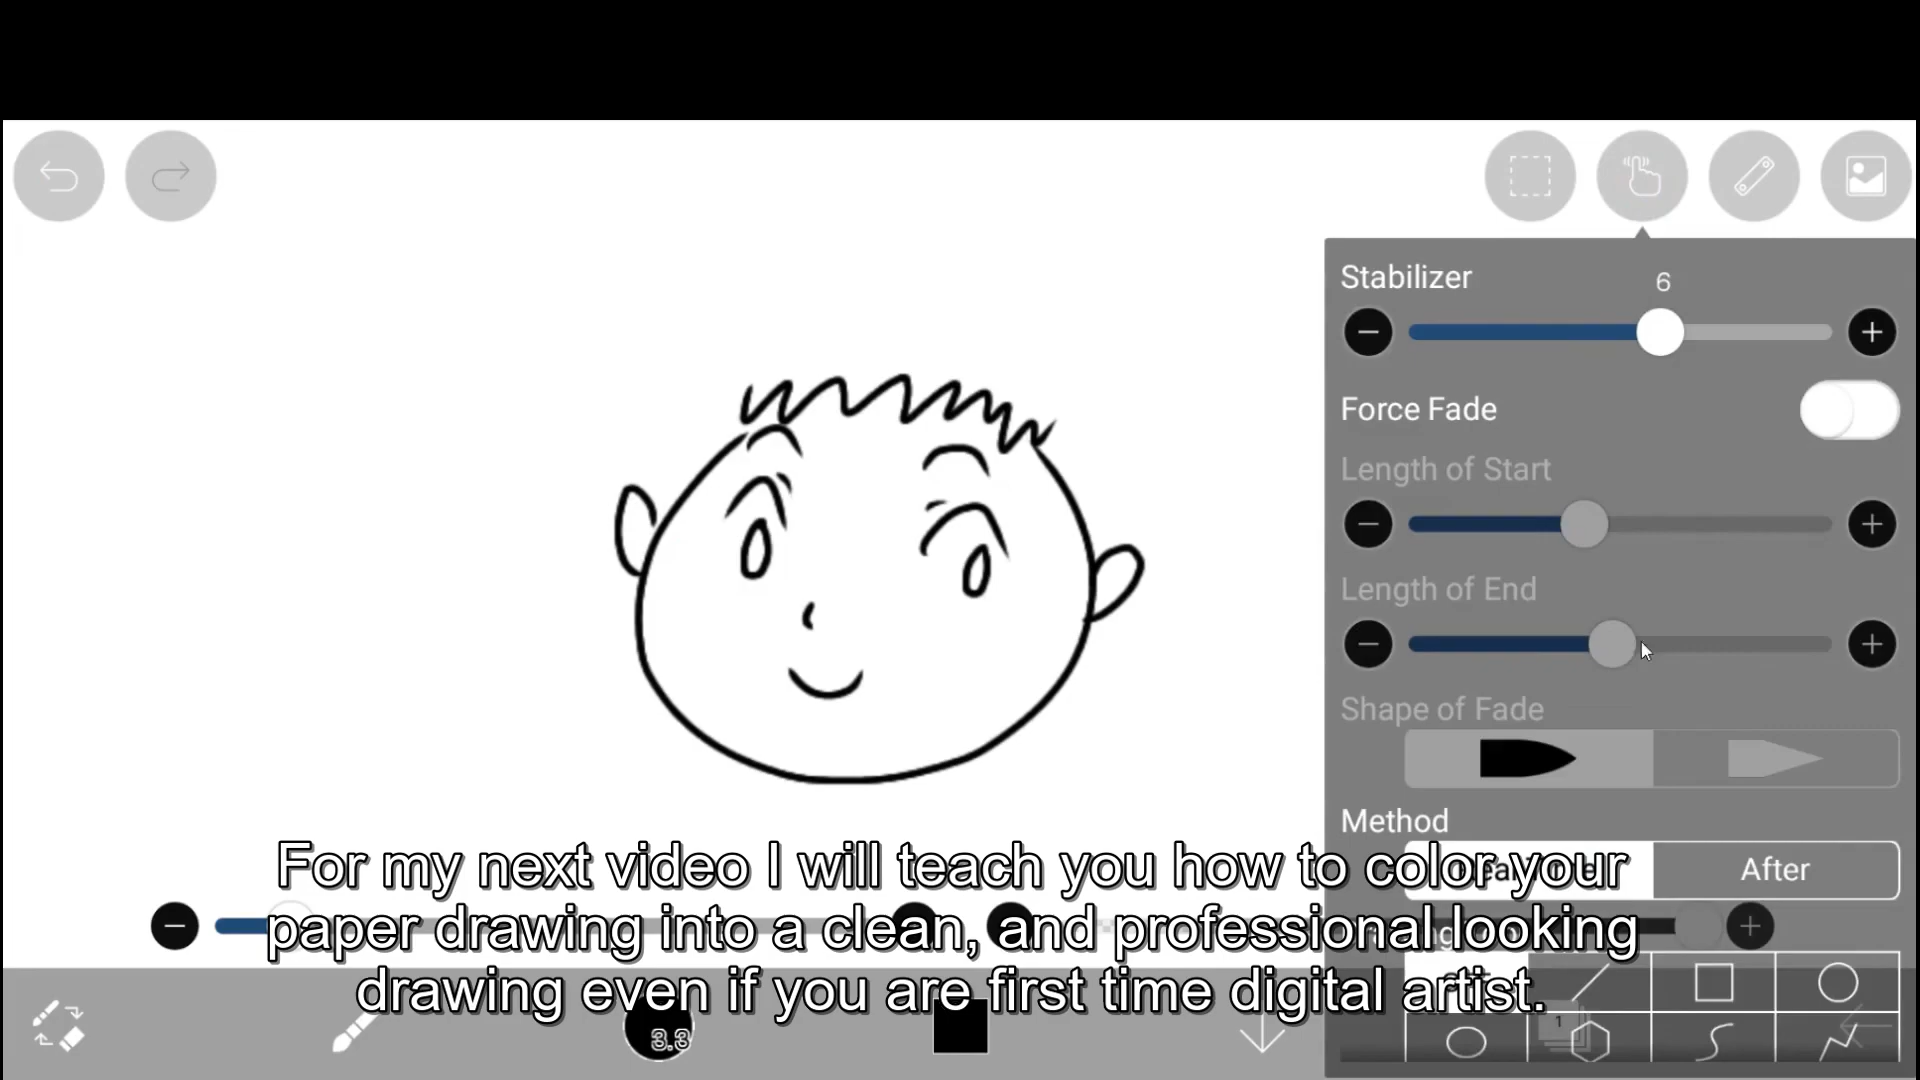 Stabilizer
6
Force Fade
Length of Start
Length of End
Shape of Fade
Method
After
For my next video I will teach you how to color your
paper drawing into a clean, and professional looking
drawing even if you are first time digital artist.
3.3
1